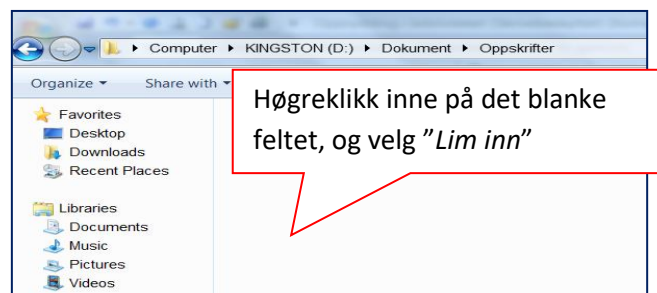 Computer ▸ KINGSTON (D:) ▸ Dokument ▸ Oppskrifter
Organize ▾ Share with ▾
Høgreklikk inne på det blanke
feltet, og velg ”Lim inn”
Favorites
Desktop
Downloads
Recent Places
Libraries
Documents
Music
Pictures
Videos